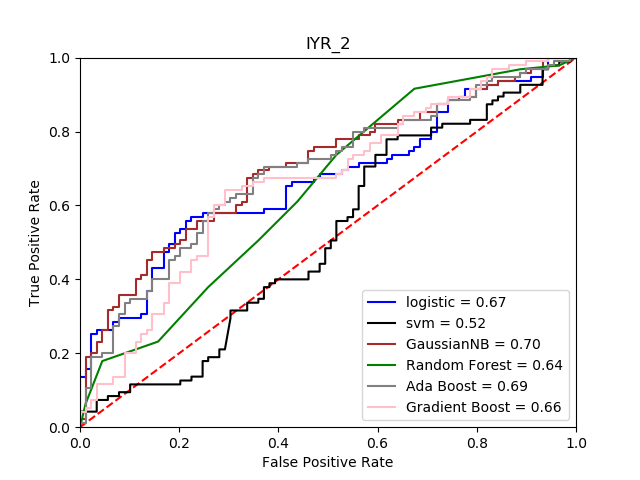 IYR_2
1.0
0.8
0.6
0.4
0.2
0.0
True Positive Rate
logistic = 0.67
svm = 0.52
GaussianNB = 0.70
Random Forest = 0.64
Ada Boost = 0.69
Gradient Boost = 0.66
0.0 0.2 0.4 0.6 0.8 1.0
False Positive Rate